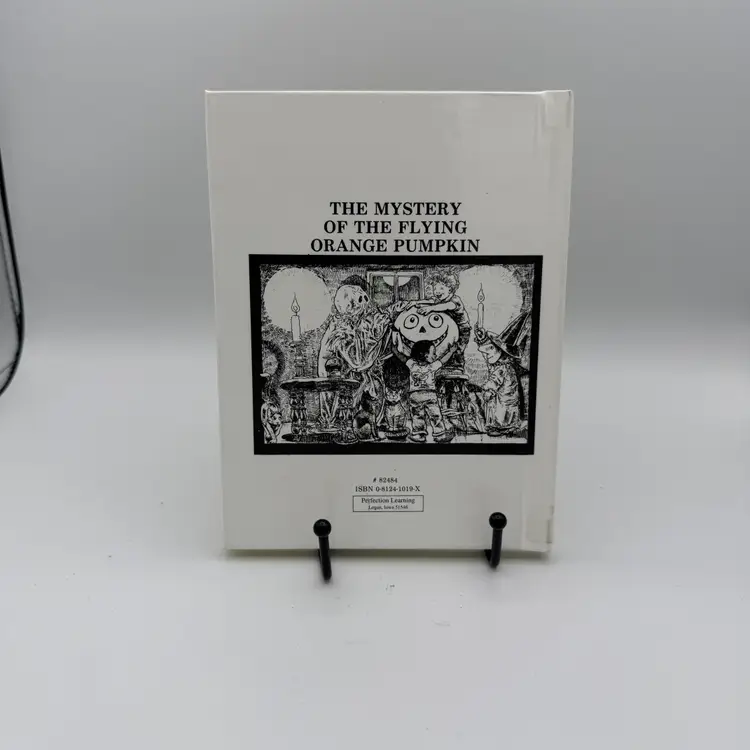 THE MYSTERY
OF THE FLYING
ORANGE PUMPKIN
# 82484
ISBN 0-8124-1019-X
Perfection Learning
Logan, Iowa 51546